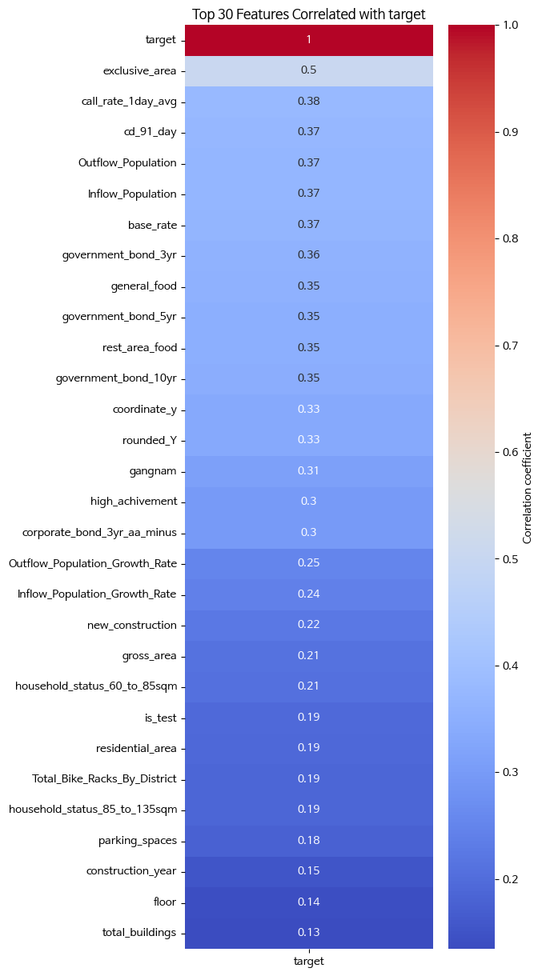 Top 30 Features Correlated with target
target 1
exclusive_area 0.5
call_rate_1day_avg 0.38
cd_91_day 0.37
Outflow_Population 0.37
Inflow_Population 0.37
base_rate 0.37
government_bond_3yr 0.36
general_food 0.35
government_bond_5yr 0.35
rest_area_food 0.35
government_bond_10yr 0.35
coordinate_y 0.33
rounded_Y 0.33
gangnam 0.31
high_achivement 0.3
corporate_bond_3yr_aa_minus 0.3
Outflow_Population_Growth_Rate 0.25
Inflow_Population_Growth_Rate 0.24
new_construction 0.22
gross_area 0.21
household_status_60_to_85sqm 0.21
is_test 0.19
residential_area 0.19
Total_Bike_Racks_By_District 0.19
household_status_85_to_135sqm 0.19
parking_spaces 0.18
construction_year 0.15
floor 0.14
total_buildings 0.13
target
1.0
0.9
0.8
0.7
0.6
0.5
0.4
0.3
0.2
Correlation coefficient